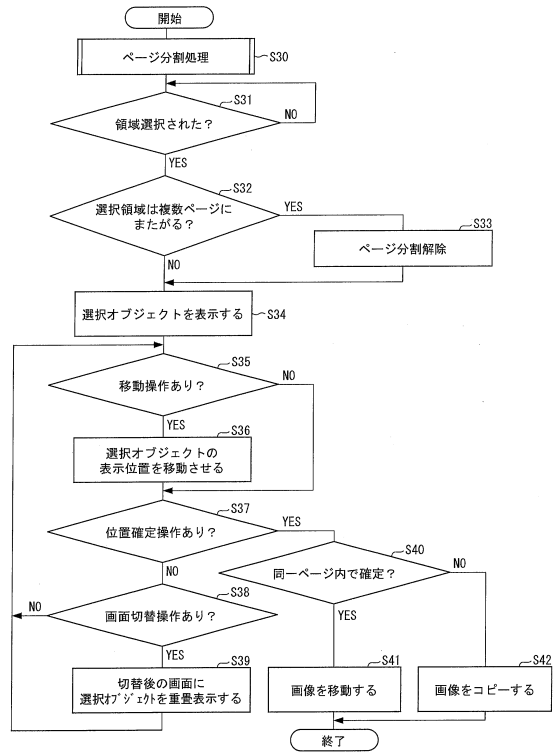 開始
ページ分割処理
S30
S31
領域選択された？
NO
YES
S32
選択領域は複数ページに
またがる？
YES
S33
ページ分割解除
NO
選択オブジェクトを表示する
S34
S35
移動操作あり？
NO
YES
S36
選択オブジェクトの
表示位置を移動させる
S37
位置確定操作あり？
YES
NO
S40
同一ページ内で確定？
NO
YES
S38
画面切替操作あり？
NO
YES
S39
切替後の画面に
選択ｵﾌﾞｼﾞｪｸﾄを重畳表示する
S41
画像を移動する
S42
画像をコピーする
終了